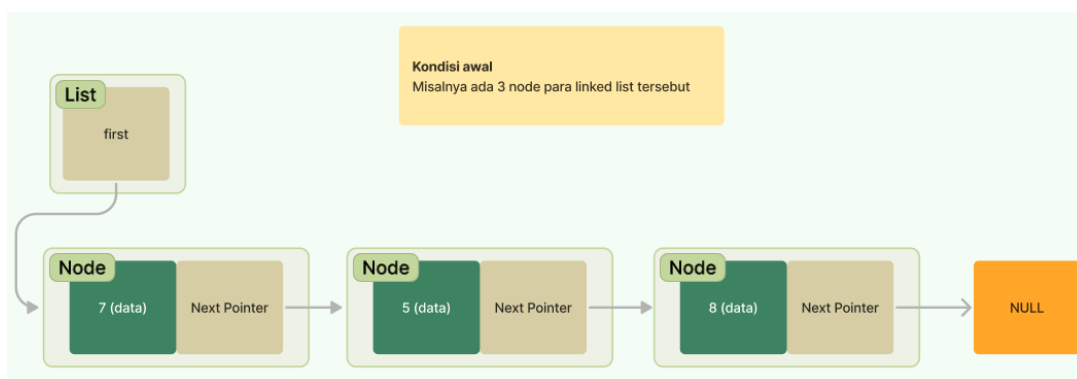 Kondisi awal
Misalnya ada 3 node para linked list tersebut
List
first
Node
7 (data)
Next Pointer
Node
5 (data)
Next Pointer
Node
8 (data)
Next Pointer
NULL